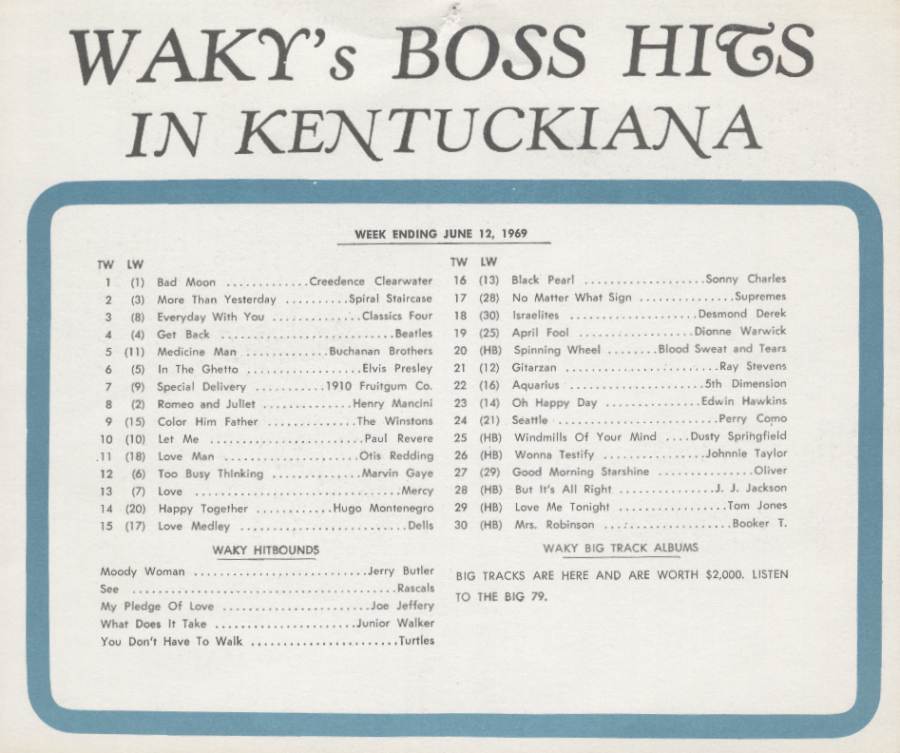 WAKY's BOSS HITS
IN KENTUCKIANA
WEEK ENDING JUNE 12, 1969
TW LW
1 (1) Bad Moon ............Creedence Clearwater
2 (3) More Than Yesterday .........Spiral Staircase
3 (8) Everyday With You .............Classics Four
4 (4) Get Back .........................Beatles
5 (11) Medicine Man ............Buchanan Brothers
6 (5) In The Ghetto ..................Elvis Presley
7 (9) Special Delivery ..........1910 Fruitgum Co.
8 (2) Romeo and Juliet .............Henry Mancini
9 (15) Color Him Father ..............The Winstons
10 (10) Let Me ......................Paul Revere
11 (18) Love Man .....................Otis Redding
12 (6) Too Busy Thinking ..............Marvin Gaye
13 (7) Love ..............................Mercy
14 (20) Happy Together ...........Hugo Montenegro
15 (17) Love Medley ............................Dells
WAKY HITBOUNDS
Moody Woman .........................Jerry Butler
See ........................................Rascals
My Pledge Of Love .....................Joe Jeffery
What Does It Take .....................Junior Walker
You Don't Have To Walk .....................Turtles
TW LW
16 (13) Black Pearl .................Sonny Charles
17 (28) No Matter What Sign .............Supremes
18 (30) Israelites ..................Desmond Derek
19 (25) April Fool ................Dionne Warwick
20 (HB) Spinning Wheel ........Blood Sweat and Tears
21 (12) Gitarzan .....................Ray Stevens
22 (16) Aquarius ...................5th Dimension
23 (14) Oh Happy Day .............Edwin Hawkins
24 (21) Seattle ......................Perry Como
25 (HB) Windmills Of Your Mind ....Dusty Springfield
26 (HB) Wonna Testify ...............Johnnie Taylor
27 (29) Good Morning Starshine .............Oliver
28 (HB) But It's All Right .............J. J. Jackson
29 (HB) Love Me Tonight ................Tom Jones
30 (HB) Mrs. Robinson ..................Booker T.
WAKY BIG TRACK ALBUMS
BIG TRACKS ARE HERE AND ARE WORTH $2,000. LISTEN
TO THE BIG 79.